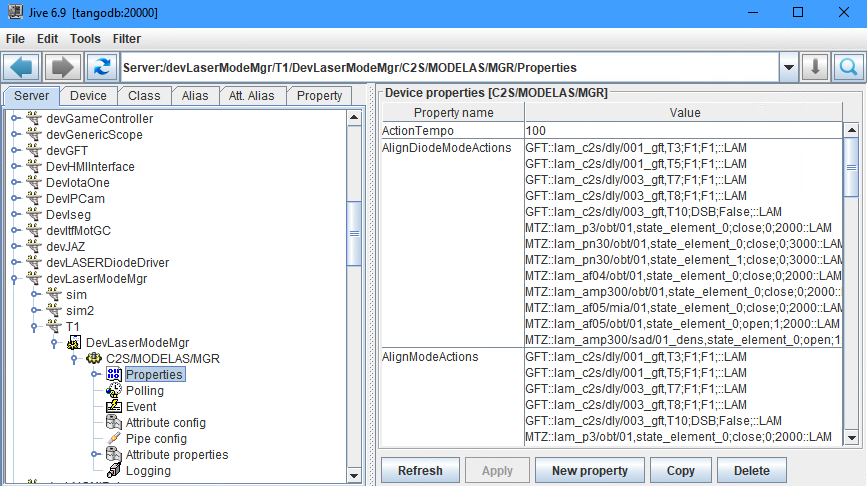 Jive 6.9 [tangodb:20000]
File Edit Tools Filter
Server:/devLaserModeMgr/T1/DevLaserModeMgr/C2S/MODELAS/MGR/Properties
Server Device Class Alias Att. Alias Property
devGameController
devGenericScope
devGFT
DevHMIInterface
DevIotaOne
DevIPCam
DevIseg
devItfMotGC
devJAZ
devLASERDiodeDriver
devLaserModeMgr
sim
sim2
T1
DevLaserModeMgr
C2S/MODELAS/MGR
Properties
Polling
Event
Attribute config
Pipe config
Attribute properties
Logging
Device properties [C2S/MODELAS/MGR]
Property name Value
ActionTempo 100
AlignDiodeModeActions GFT::lam_c2s/dly/001_gft,T3;F1;F1;::LAM
GFT::lam_c2s/dly/001_gft,T5;F1;F1;::LAM
GFT::lam_c2s/dly/003_gft,T7;F1;F1;::LAM
GFT::lam_c2s/dly/003_gft,T8;F1;F1;::LAM
GFT::lam_c2s/dly/003_gft,T10;DSB;False;::LAM
MTZ::lam_p3/obt/01,state_element_0;close;0;2000::LAM
MTZ::lam_pn30/obt/01,state_element_0;close;0;3000::LAM
MTZ::lam_pn30/obt/01,state_element_1;close;0;3000::LAM
MTZ::lam_af04/obt/01,state_element_0;close;0;2000::LAM
MTZ::lam_amp300/obt/01,state_element_0;close;0;2000::
MTZ::lam_af05/mia/01,state_element_0;close;0;2000::LAM
MTZ::lam_af05/obt/01,state_element_0;open;1;2000::LAM
MTZ::lam_amp300/sad/01_dens,state_element_0;open;1
AlignModeActions GFT::lam_c2s/dly/001_gft,T3;F1;F1;::LAM
GFT::lam_c2s/dly/001_gft,T5;F1;F1;::LAM
GFT::lam_c2s/dly/003_gft,T7;F1;F1;::LAM
GFT::lam_c2s/dly/003_gft,T8;F1;F1;::LAM
GFT::lam_c2s/dly/003_gft,T10;DSB;False;::LAM
MTZ::lam_p3/obt/01,state_element_0;close;0;2000::LAM
Refresh Apply New property Copy Delete